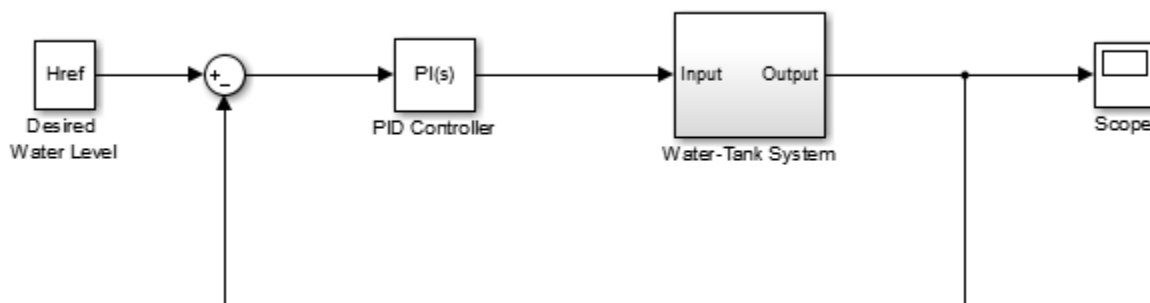 Href
+
−
PI(s)
Input
Output
Desired
Water Level
PID Controller
Water-Tank System
Scope